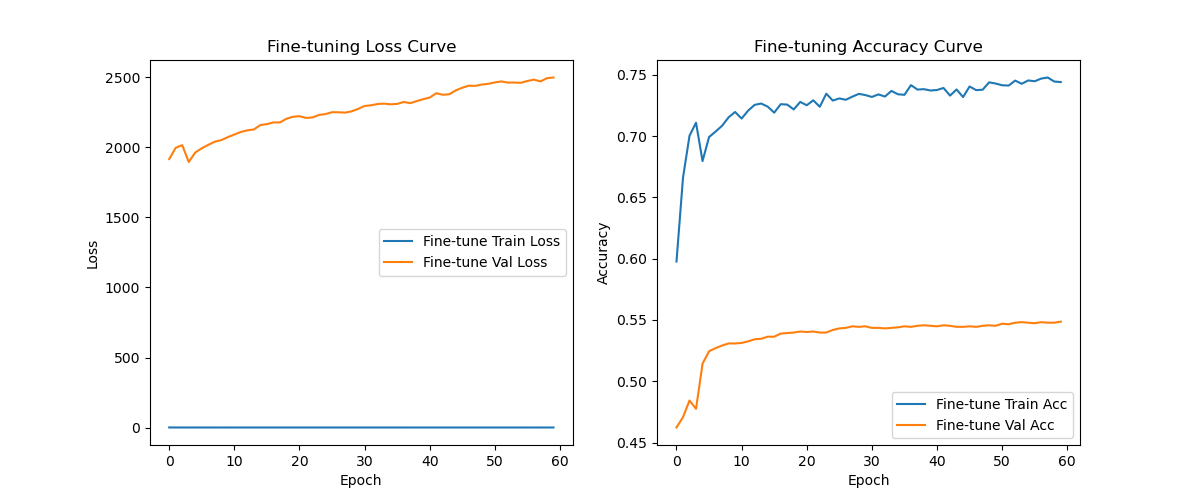 Fine-tuning Loss Curve
Loss
2500
2000
1500
1000
500
0
Fine-tune Train Loss
Fine-tune Val Loss
0 10 20 30 40 50 60
Epoch
Fine-tuning Accuracy Curve
Accuracy
0.75
0.70
0.65
0.60
0.55
0.50
0.45
Fine-tune Train Acc
Fine-tune Val Acc
0 10 20 30 40 50 60
Epoch